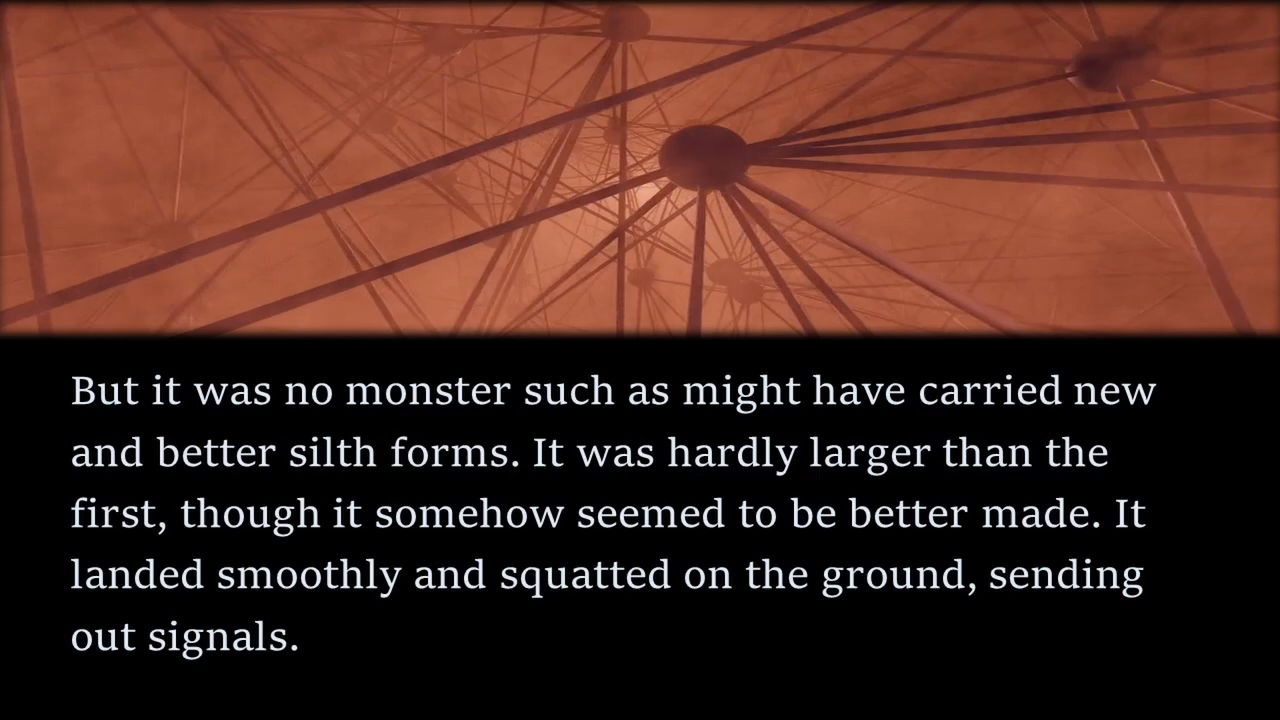 But it was no monster such as might have carried new
and better silth forms. It was hardly larger than the
first, though it somehow seemed to be better made. It
landed smoothly and squatted on the ground, sending
out signals.